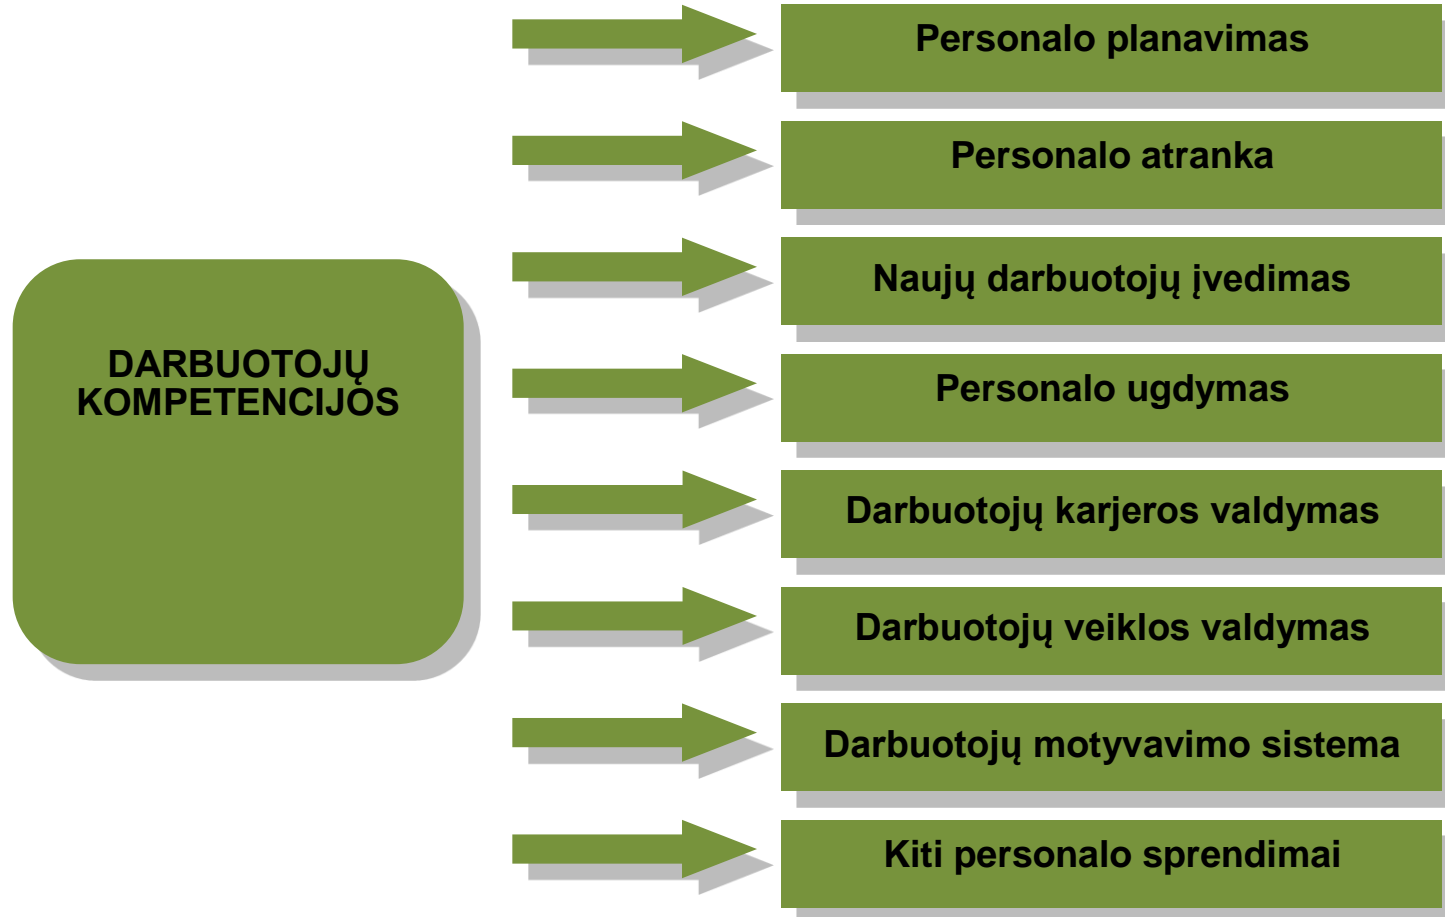 DARBUOTOJŲ
KOMPETENCIJOS
Personalo planavimas
Personalo atranka
Naujų darbuotojų įvedimas
Personalo ugdymas
Darbuotojų karjeros valdymas
Darbuotojų veiklos valdymas
Darbuotojų motyvavimo sistema
Kiti personalo sprendimai